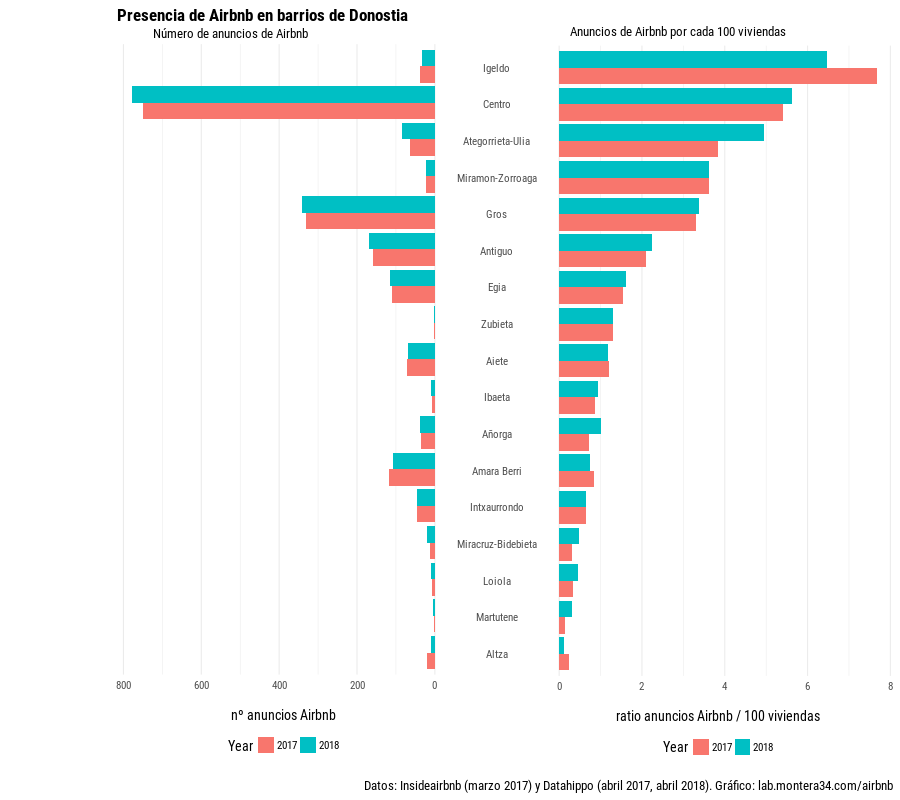 Presencia de Airbnb en barrios de Donostia
Número de anuncios de Airbnb
Anuncios de Airbnb por cada 100 viviendas
Igeldo
Centro
Ategorrieta-Ulia
Miramon-Zorroaga
Gros
Antiguo
Egia
Zubieta
Aiete
Ibaeta
Añorga
Amara Berri
Intxaurrondo
Miracruz-Bidebieta
Loiola
Martutene
Altza
800 600 400 200 0
0 2 4 6 8
nº anuncios Airbnb
ratio anuncios Airbnb / 100 viviendas
Year 2017 2018
Year 2017 2018
Datos: Insideairbnb (marzo 2017) y Datahippo (abril 2017, abril 2018). Gráfico: lab.montera34.com/airbnb